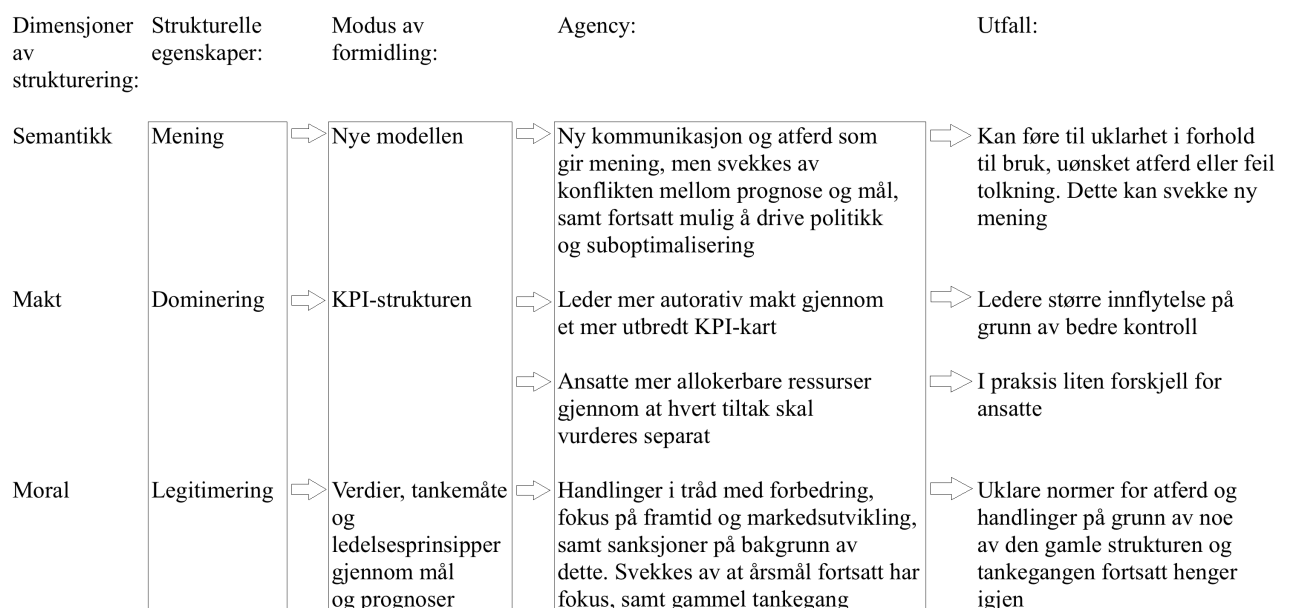 Dimensjoner av strukturering:
Strukturelle egenskaper:
Modus av formidling:
Agency:
Utfall:
Semantikk
Mening
Nye modellen
Ny kommunikasjon og atferd som
gir mening, men svekkes av
konflikten mellom prognose og mål,
samt fortsatt mulig å drive politikk
og suboptimalisering
Kan føre til uklarhet i forhold
til bruk, uønsket atferd eller feil
tolkning. Dette kan svekke ny
mening
Makt
Dominering
KPI-strukturen
Leder mer autorativ makt gjennom
et mer utbredt KPI-kart
Ledere større innflytelse på
grunn av bedre kontroll
Ansatte mer allokerbare ressurser
gjennom at hvert tiltak skal
vurderes separat
I praksis liten forskjell for
ansatte
Moral
Legitimering
Verdier, tankemåte
og
ledelsesprinsipper
gjennom mål
og prognoser
Handlinger i tråd med forbedring,
fokus på framtid og markedsutvikling,
samt sanksjoner på bakgrunn av
dette. Svekkes av at årsmål fortsatt har
fokus, samt gammel tankegang
Uklare normer for atferd og
handlinger på grunn av noe
av den gamle strukturen og
tankegangen fortsatt henger
igjen